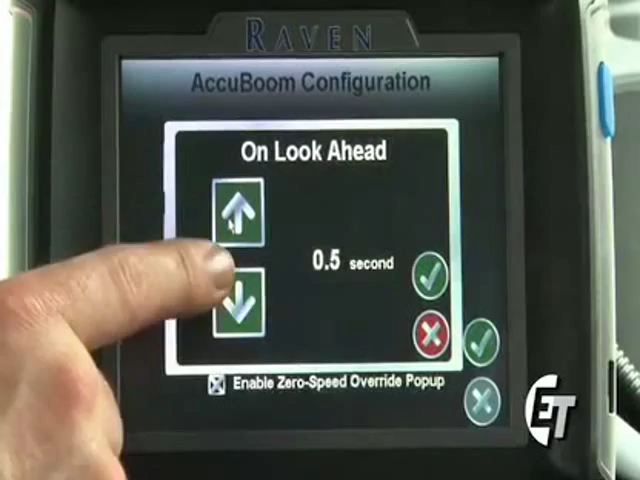 RAVEN
AccuBoom Configuration
On Look Ahead
0.5 second
Enable Zero-Speed Override Popup
ET